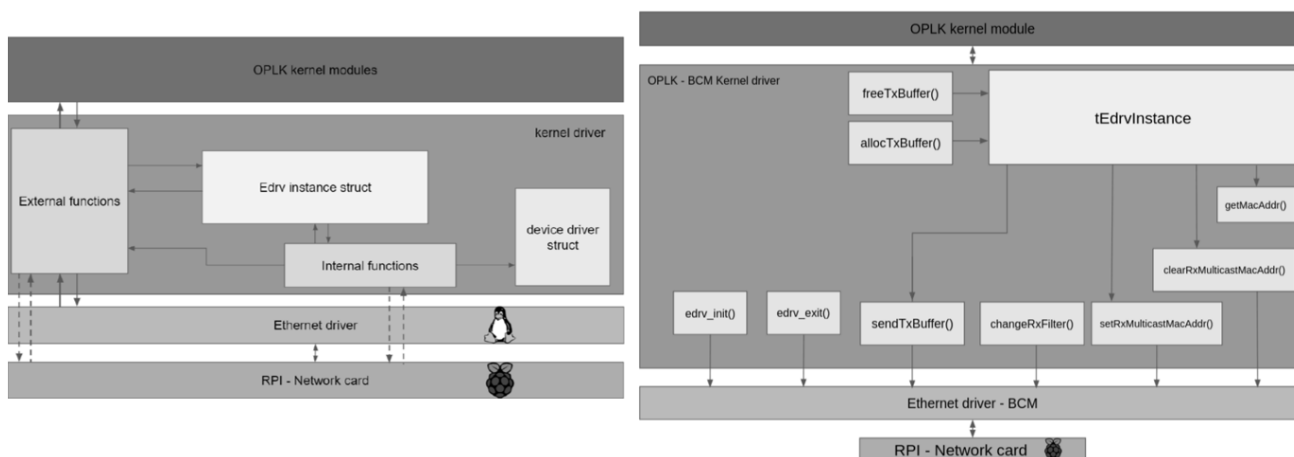 OPLK kernel modules
kernel driver
External functions
Edrv instance struct
device driver
struct
Internal functions
Ethernet driver
RPI - Network card
OPLK kernel module
OPLK - BCM Kernel driver
freeTxBuffer()
tEdrvInstance
allocTxBuffer()
getMacAddr()
clearRxMulticastMacAddr()
edrv_init()
edrv_exit()
sendTxBuffer()
changeRxFilter()
setRxMulticastMacAddr()
Ethernet driver - BCM
RPI - Network card